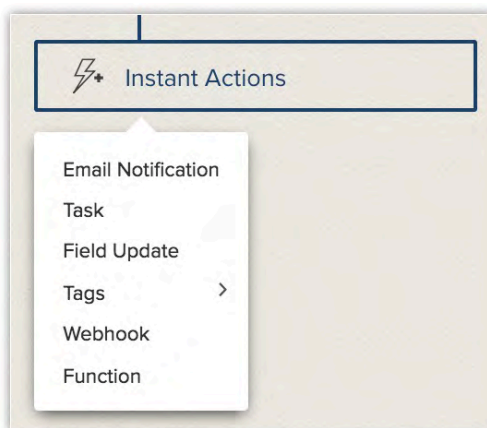 Instant Actions
Email Notification
Task
Field Update
Tags
Webhook
Function